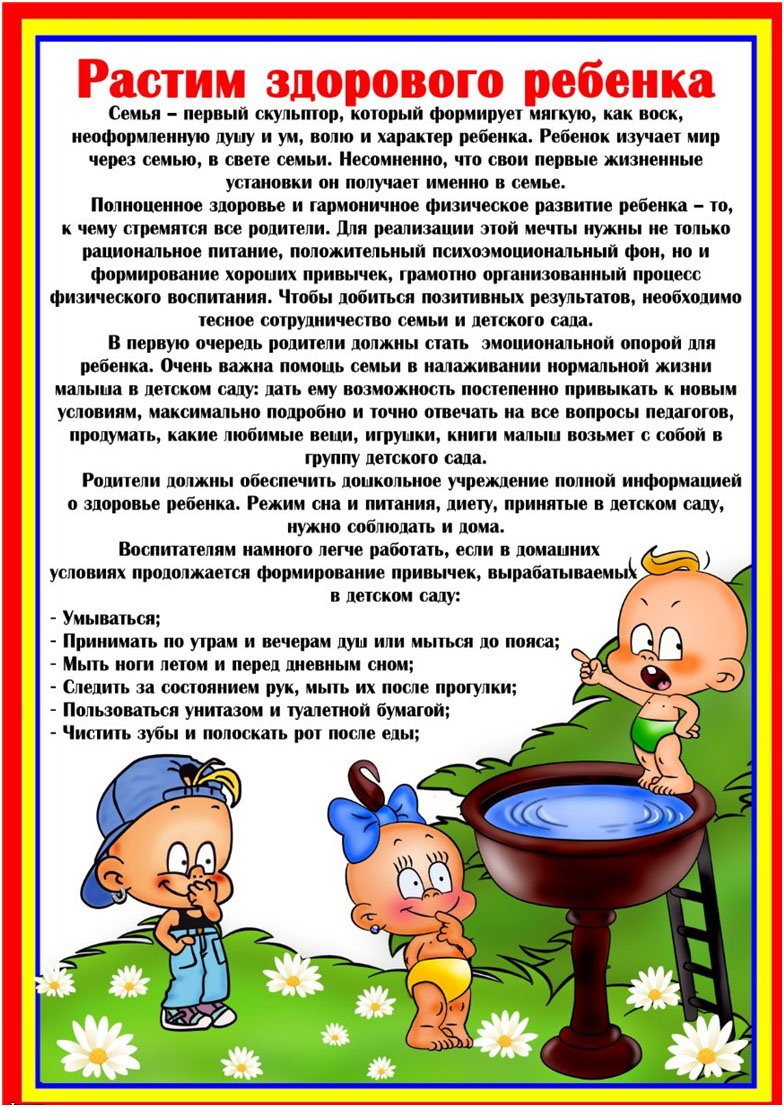 Растим здорового ребенка
Семья – первый скульптор, который формирует мягкую, как воск,
неоформленную душу и ум, волю и характер ребенка. Ребенок изучает мир
через семью, в свете семьи. Несомненно, что свои первые жизненные
установки он получает именно в семье.
Полноценное здоровье и гармоничное физическое развитие ребенка – то,
к чему стремятся все родители. Для реализации этой мечты нужны не только
рациональное питание, положительный психоэмоциональный фон, но и
формирование хороших привычек, грамотно организованный процесс
физического воспитания. Чтобы добиться позитивных результатов, необходимо
тесное сотрудничество семьи и детского сада.
В первую очередь родители должны стать эмоциональной опорой для
ребенка. Очень важна помощь семьи в налаживании нормальной жизни
малыша в детском саду: дать ему возможность постепенно привыкать к новым
условиям, максимально подробно и точно отвечать на все вопросы педагогов,
продумать, какие любимые вещи, игрушки, книги малыш возьмет с собой в
группу детского сада.
Родители должны обеспечить дошкольное учреждение полной информацией
о здоровье ребенка. Режим сна и питания, диету, принятые в детском саду,
нужно соблюдать и дома.
Воспитателям намного легче работать, если в домашних
условиях продолжается формирование привычек, вырабатываемых
в детском саду:
- Умываться;
- Принимать по утрам и вечерам душ или мыться до пояса;
- Мыть ноги летом и перед дневным сном;
- Следить за состоянием рук, мыть их после прогулки;
- Пользоваться унитазом и туалетной бумагой;
- Чистить зубы и полоскать рот после еды;